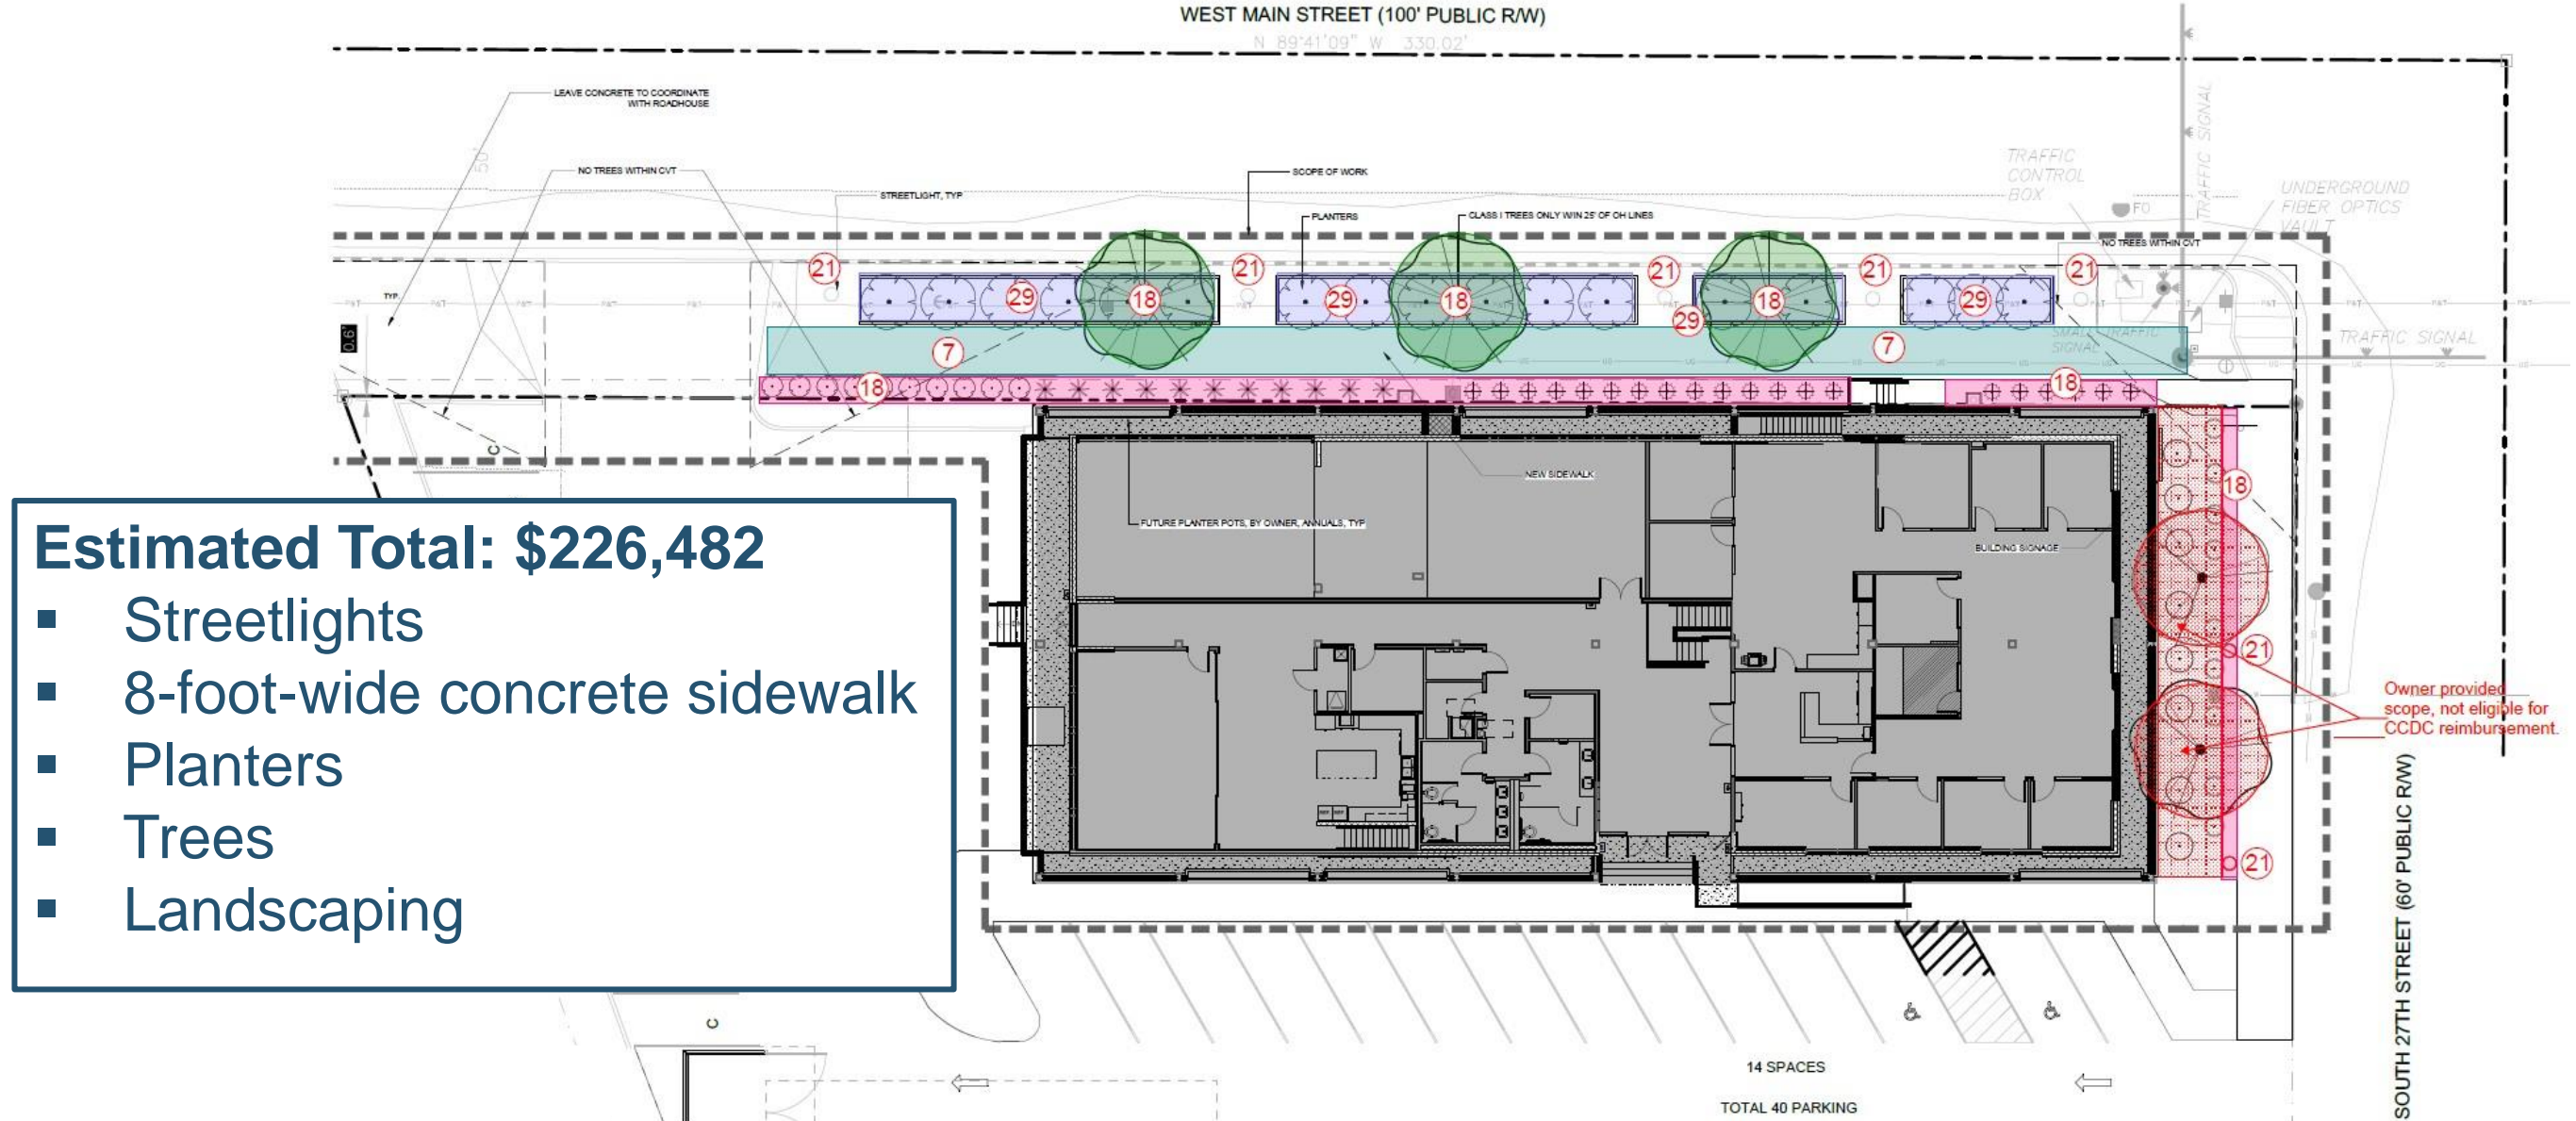 WEST MAIN STREET (100' PUBLIC R/W)
N 89°41'09" W 330.02'
LEAVE CONCRETE TO COORDINATE
WITH ROADHOUSE
50'
NO TREES WITHIN CVT
STREETLIGHT, TYP
SCOPE OF WORK
PLANTERS
CLASS I TREES ONLY W/IN 25' OF OH LINES
TRAFFIC
CONTROL
BOX
TRAFFIC SIGNAL
FO
UNDERGROUND
FIBER OPTICS
VAULT
NO TREES WITHIN CVT
21
21
21
21
21
29
18
29
18
29
18
29
TYP.
0.6'
7
7
SMALL TRAFFIC
SIGNAL
TRAFFIC SIGNAL
18
18
C
NEW SIDEWALK
18
FUTURE PLANTER POTS, BY OWNER, ANNUALS, TYP
BUILDING SIGNAGE
Estimated Total: $226,482
▪ Streetlights
▪ 8-foot-wide concrete sidewalk
▪ Planters
▪ Trees
▪ Landscaping
21
Owner provided
scope, not eligible for
CCDC reimbursement.
21
SOUTH 27TH STREET (60' PUBLIC R/W)
C
14 SPACES
TOTAL 40 PARKING